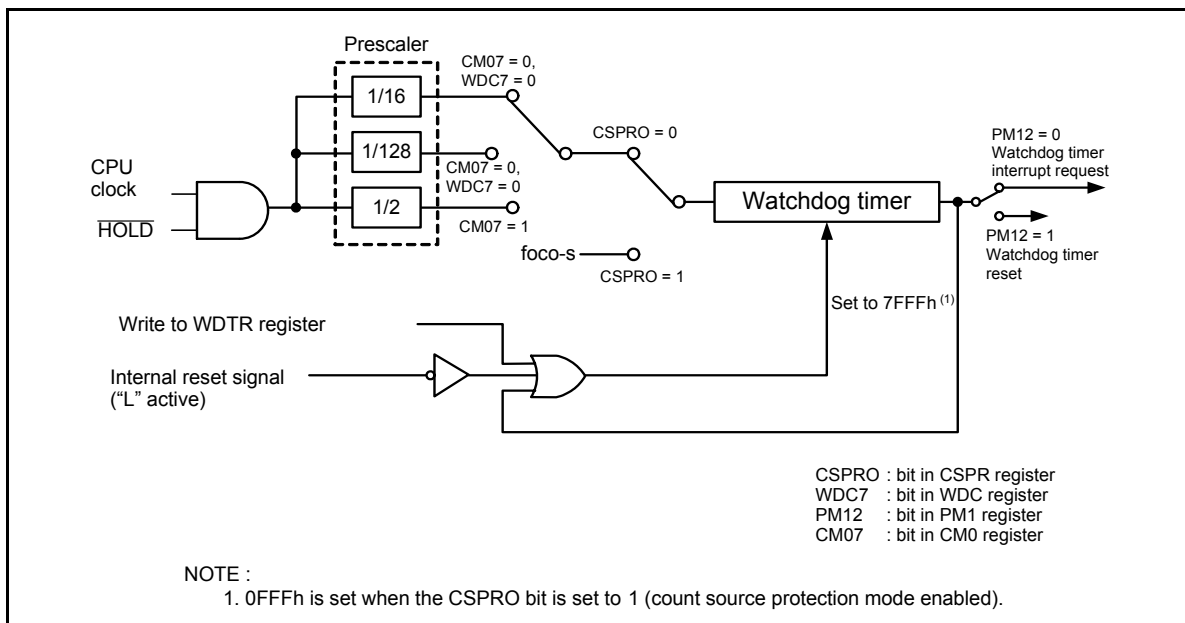 Prescaler
CM07 = 0,
WDC7 = 0
1/16
CSPRO = 0
PM12 = 0
Watchdog timer
interrupt request
1/128
CPU
clock
CM07 = 0,
WDC7 = 0
Watchdog timer
HOLD
1/2
CM07 = 1
PM12 = 1
Watchdog timer
reset
foco-s
CSPRO = 1
Set to 7FFFh (1)
Write to WDTR register
Internal reset signal
(“L” active)
CSPRO : bit in CSPR register
WDC7 : bit in WDC register
PM12 : bit in PM1 register
CM07 : bit in CM0 register
NOTE :
1. 0FFFh is set when the CSPRO bit is set to 1 (count source protection mode enabled).